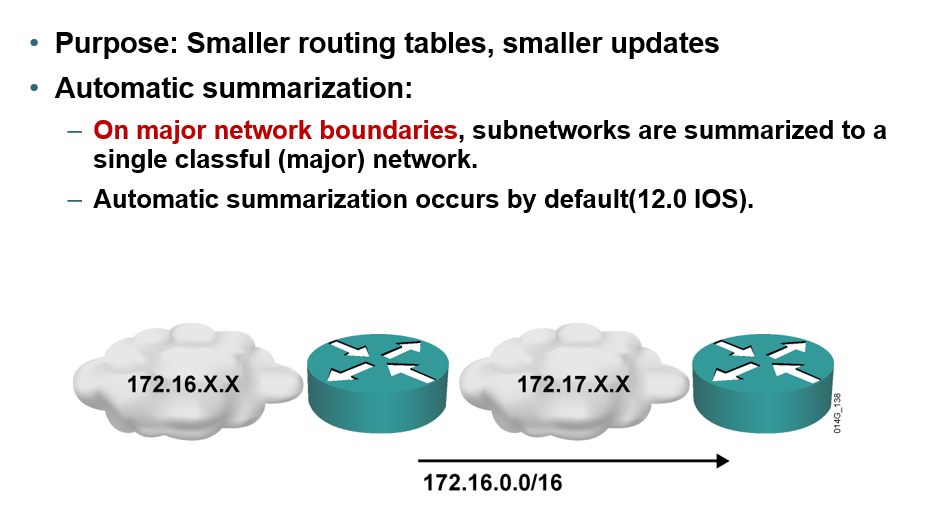 • Purpose: Smaller routing tables, smaller updates
• Automatic summarization:
– On major network boundaries, subnetworks are summarized to a
single classful (major) network.
– Automatic summarization occurs by default(12.0 IOS).
172.16.X.X
172.17.X.X
014G_138
172.16.0.0/16